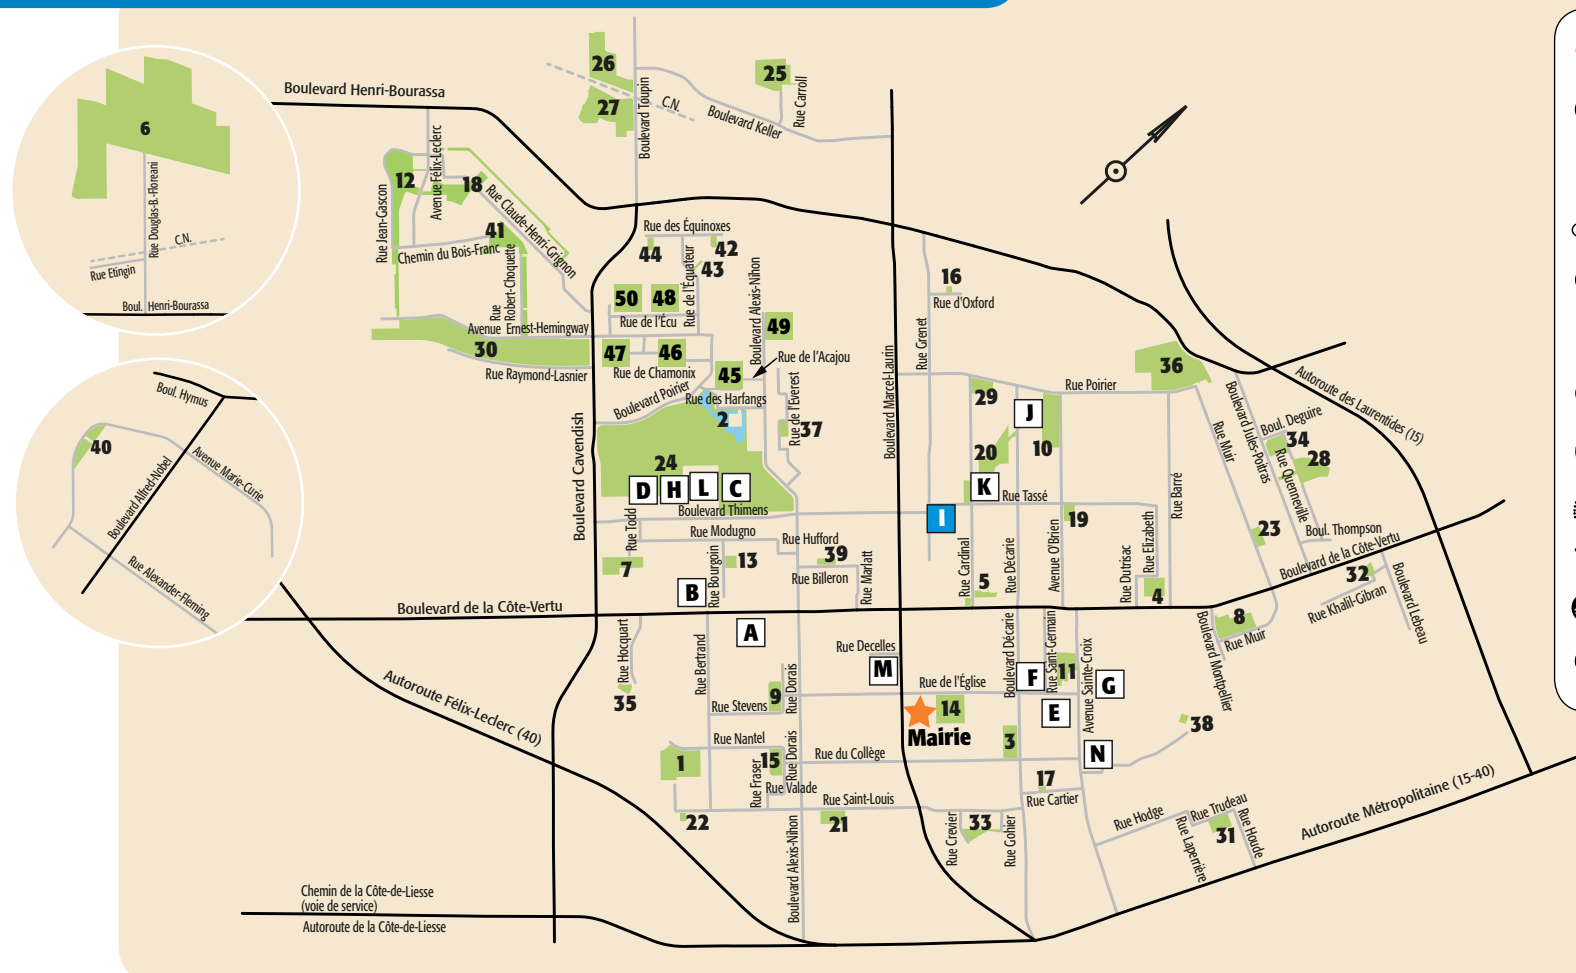 26
25
Boulevard Henri-Bourassa
Boulevard Toupin
Rue Carroll
27
C.N.
Boulevard Keller
6
Rue Douglas-B.-Floreani
C.N.
Rue Etingin
Boul. Henri-Bourassa
Avenue Félix-Leclerc
12
18
Rue Jean-Gascon
Rue Claude-Henri-Grignon
41
Chemin du Bois-Franc
Rue
Robert-Choquette
Avenue Ernest-Hemingway
30
Rue Raymond-Lasnier
Rue des Équinoxes
44
42
43
Rue de l'Équateur
Boulevard Alexis-Nihon
50
48
Rue de l'Écu
49
47
46
Rue de Chamonix
45
Rue de l'Acajou
Boulevard Poirier
Rue des Harfangs
2
Rue de l'Everest
37
Boulevard Cavendish
24
D
H
L
C
Boulevard Thimens
Rue Todd
Rue Modugno
Rue Hufford
7
Rue Bourgoin
13
39
Rue Billeron
Rue Marlatt
B
Boulevard de la Côte-Vertu
Boulevard Marcel-Laurin
Rue Grenet
16
Rue d'Oxford
29
J
Rue Poirier
36
20
10
K
Rue Tassé
I
19
Rue Barré
Rue Cardinal
5
Rue Décarie
Avenue O'Brien
Rue Dutrisac
Rue Elizabeth
4
Rue Muir
Boulevard Jules-Poitras
Autoroute des Laurentides (15)
Boul. Deguire
34
28
Rue Quenneville
23
Boul. Thompson
Boulevard de la Côte-Vertu
32
Rue Khalil-Gibran
Boulevard Lebeau
8
Rue Muir
Boulevard Montpellier
Boul. Hymus
40
Boulevard Alfred-Nobel
Avenue Marie-Curie
Rue Alexander-Fleming
A
Rue Hocquart
35
Rue Bertrand
Rue Decelles
M
Boulevard Décarie
Rue Saint-Germain
11
F
Avenue Sainte-Croix
G
Rue de l'Église
9
Rue Stevens
Rue Dorais
14
E
Mairie
38
3
N
Rue Nantel
1
15
Rue Fraser
Rue Dorais
Rue Valade
Rue du Collège
17
Rue Cartier
22
Rue Saint-Louis
21
Boulevard Alexis-Nihon
Rue Crevier
33
Rue Gohier
Rue Hodge
Rue Trudeau
31
Rue Laperrière
Rue Houde
Autoroute Métropolitaine (15-40)
Autoroute Félix-Leclerc (40)
Chemin de la Côte-de-Liesse
(voie de service)
Autoroute de la Côte-de-Liesse